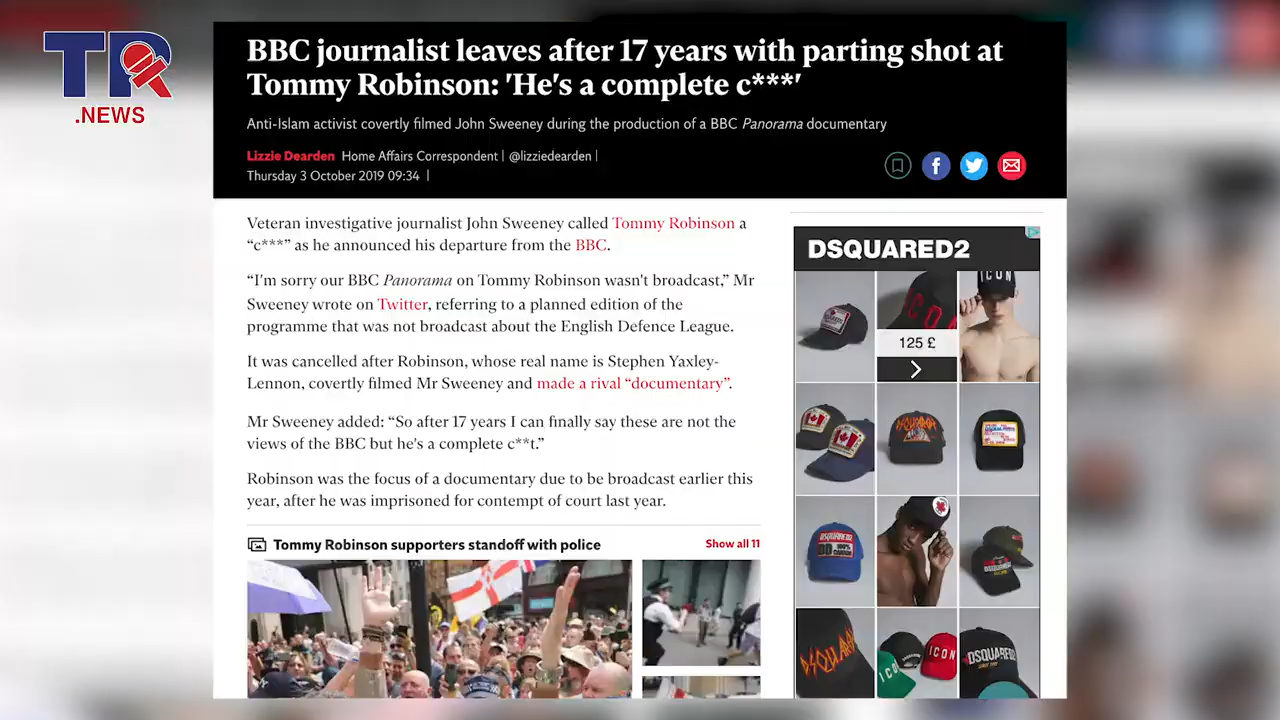 TR
.NEWS
BBC journalist leaves after 17 years with parting shot at
Tommy Robinson: 'He's a complete c***'
Anti-Islam activist covertly filmed John Sweeney during the production of a BBC Panorama documentary
Lizzie Dearden Home Affairs Correspondent | @lizziedearden |
Thursday 3 October 2019 09:34 |
Veteran investigative journalist John Sweeney called Tommy Robinson a
“c***” as he announced his departure from the BBC.
“I'm sorry our BBC Panorama on Tommy Robinson wasn't broadcast,” Mr
Sweeney wrote on Twitter, referring to a planned edition of the
programme that was not broadcast about the English Defence League.
It was cancelled after Robinson, whose real name is Stephen Yaxley-
Lennon, covertly filmed Mr Sweeney and made a rival “documentary”.
Mr Sweeney added: “So after 17 years I can finally say these are not the
views of the BBC but he's a complete c**t.”
Robinson was the focus of a documentary due to be broadcast earlier this
year, after he was imprisoned for contempt of court last year.
Tommy Robinson supporters standoff with police
Show all 11
DSQUARED2
ICON
ICON
125 £
DSQUARED2
ICON
DSQUARED2